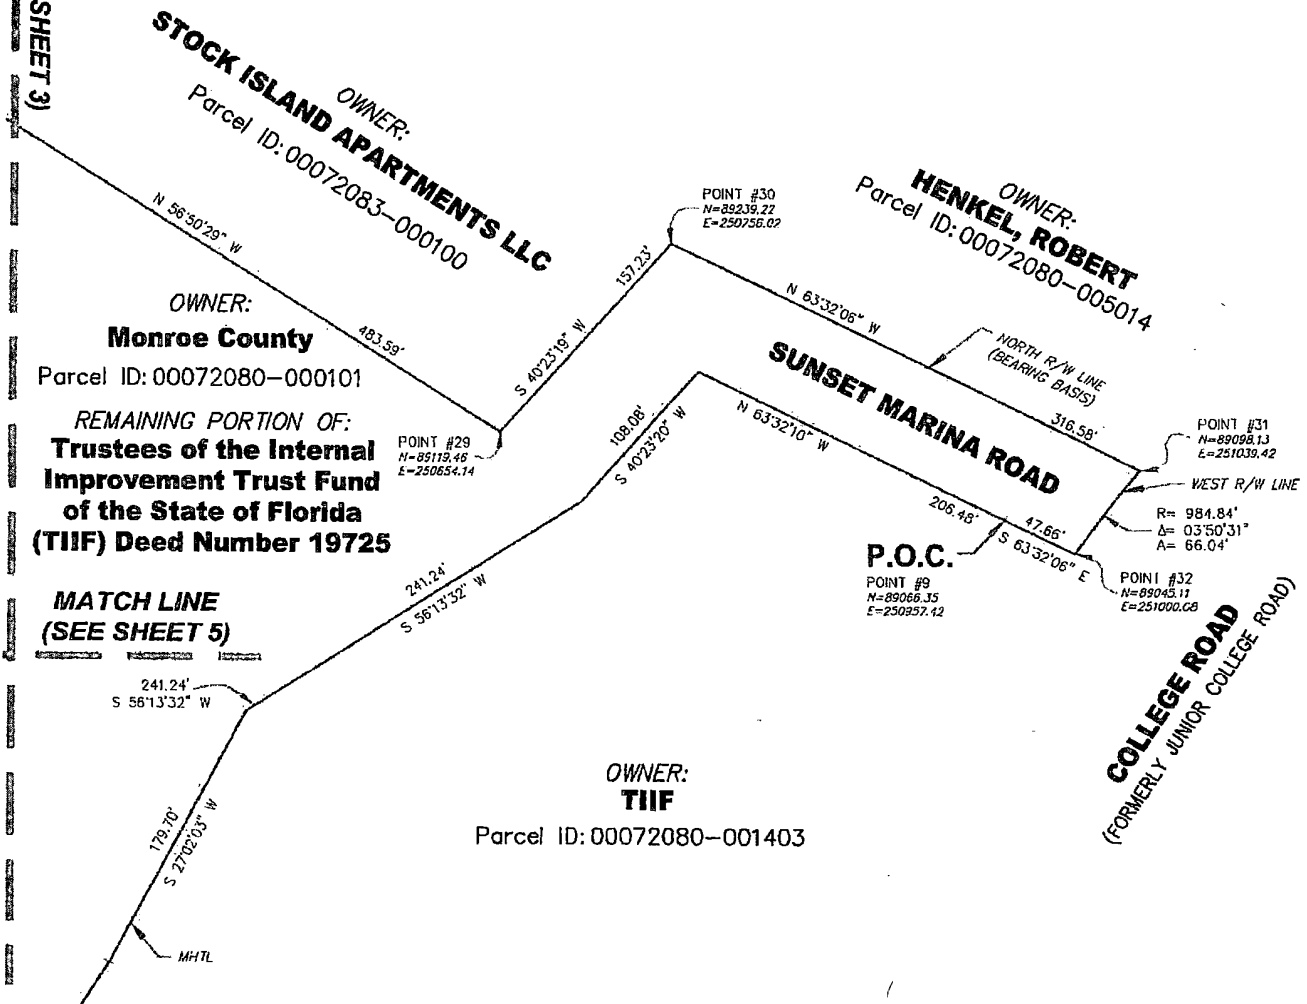 SHEET 3)
OWNER:
STOCK ISLAND APARTMENTS LLC
Parcel ID: 00072083-000100
N 56°50'29" W
483.59'
OWNER:
Monroe County
Parcel ID: 00072080-000101
REMAINING PORTION OF:
Trustees of the Internal
Improvement Trust Fund
of the State of Florida
(TIIF) Deed Number 19725
MATCH LINE
(SEE SHEET 5)
POINT #29
N=89119.46
E=250654.14
157.23'
S 40°23'19" W
POINT #30
N=89239.22
E=250756.02
OWNER:
HENKEL, ROBERT
Parcel ID: 00072080-005014
N 63°32'06" W
316.58'
NORTH R/W LINE
(BEARING BASIS)
SUNSET MARINA ROAD
POINT #31
N=89098.13
E=251039.42
WEST R/W LINE
R= 984.84'
Δ= 03°50'31"
A= 66.04'
108.08'
S 40°23'20" W
N 63°32'10" W
206.48'
47.66'
S 63°32'06" E
P.O.C.
POINT #9
N=89066.35
E=250957.42
POINT #32
N=89045.11
E=251000.08
COLLEGE ROAD
(FORMERLY JUNIOR COLLEGE ROAD)
241.24'
S 56°13'32" W
241.24'
S 56°13'32" W
179.70'
S 27°02'03" W
MHTL
OWNER:
TIIF
Parcel ID: 00072080-001403